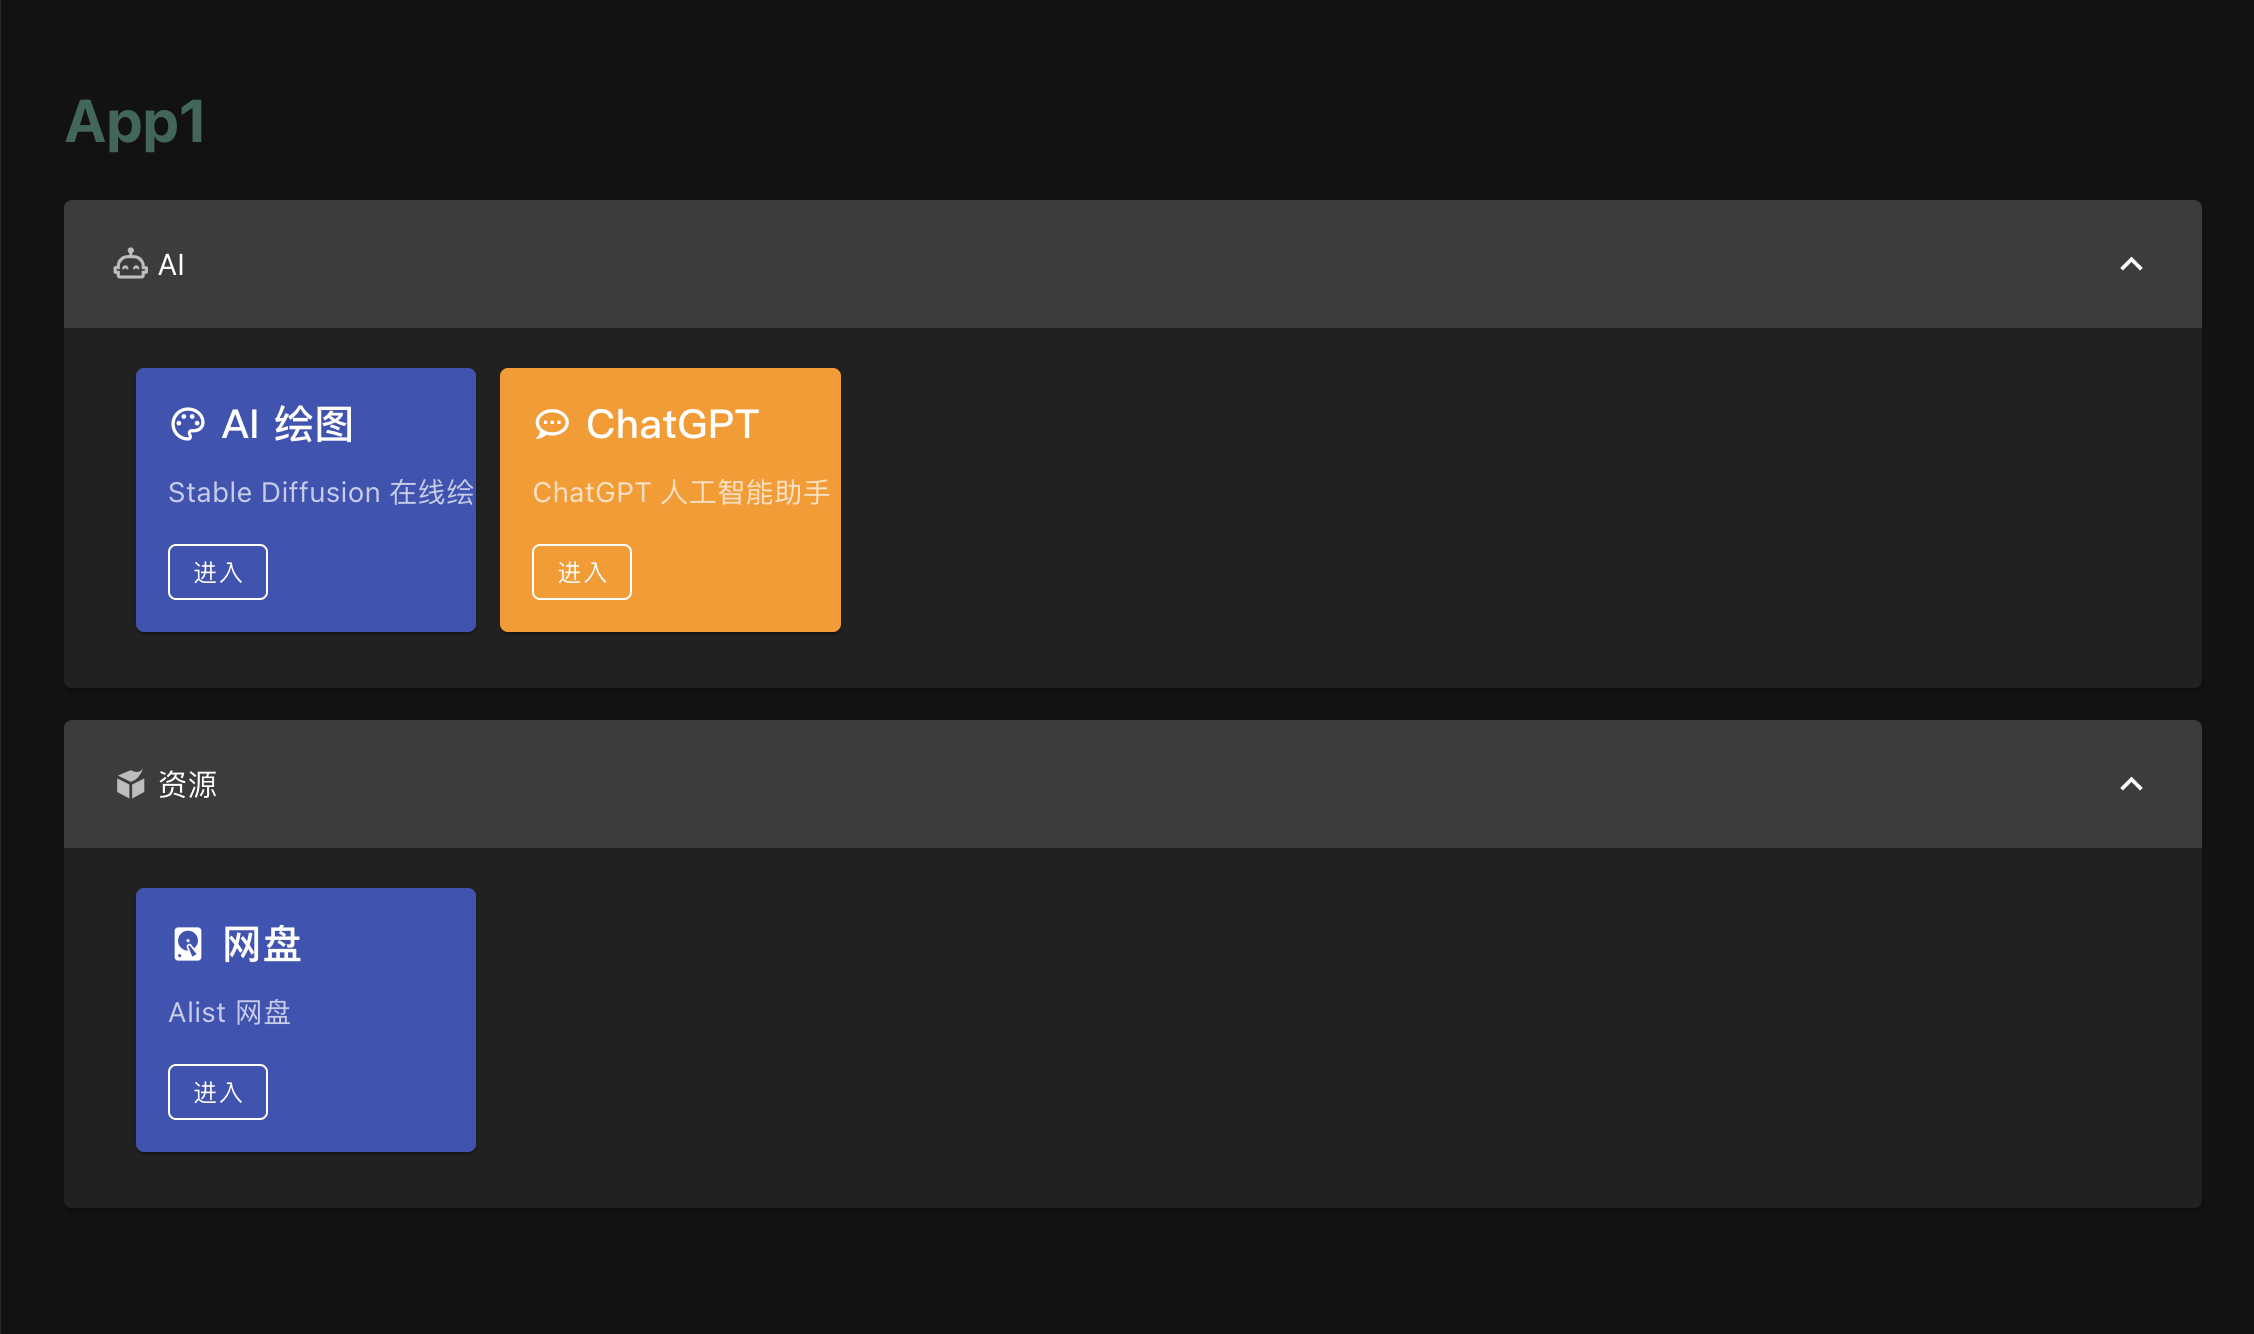 App1
AI
AI 绘图
Stable Diffusion 在线绘
进入
ChatGPT
ChatGPT 人工智能助手
进入
资源
网盘
Alist 网盘
进入